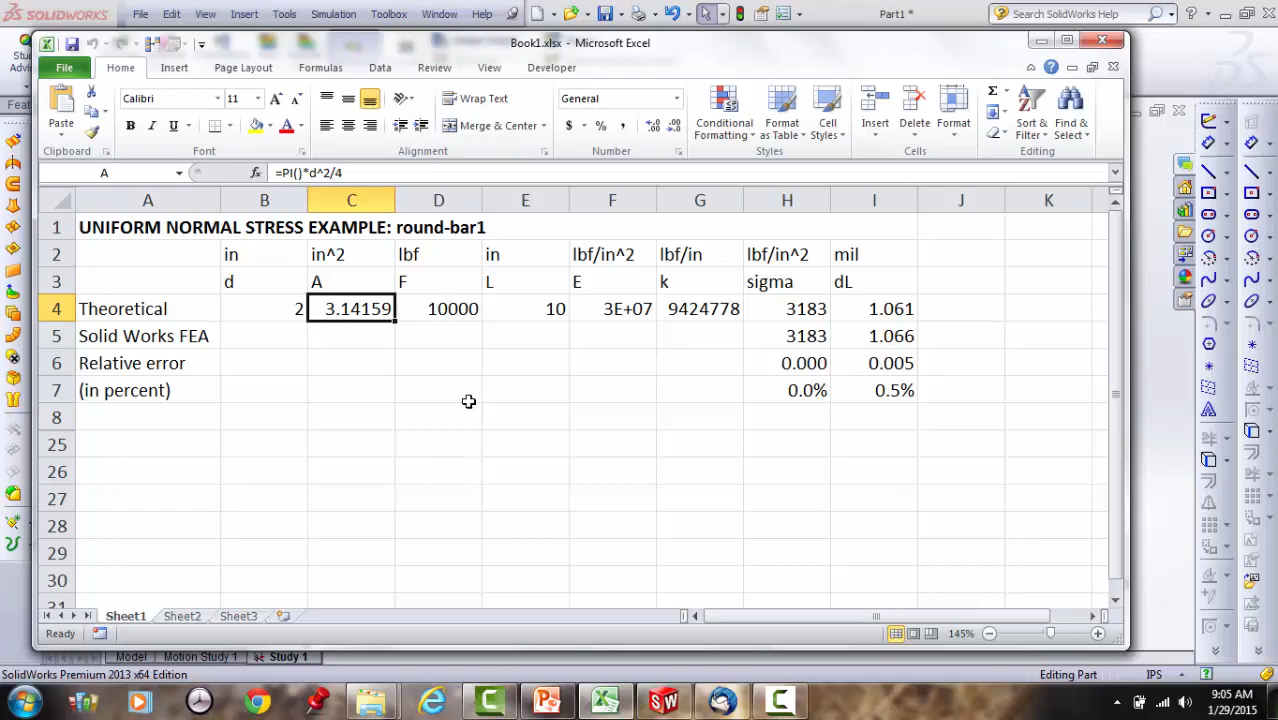 SOLIDWORKS
File Edit View Insert Tools Simulation Toolbox Window Help
Part1 *
Search SolidWorks Help
Book1.xlsx - Microsoft Excel
File Home Insert Page Layout Formulas Data Review View Developer
Paste
Calibri 11
B I U
Wrap Text
Merge & Center
General
$ % ,
Conditional Formatting
Format as Table
Cell Styles
Insert
Delete
Format
Sort & Filter
Find & Select
Clipboard Font Alignment Number Styles Cells Editing
A fx =PI()*d^2/4
A B C D E F G H I J K
1 UNIFORM NORMAL STRESS EXAMPLE: round-bar1
2 in in^2 lbf in lbf/in^2 lbf/in lbf/in^2 mil
3 d A F L E k sigma dL
4 Theoretical 2 3.14159 10000 10 3E+07 9424778 3183 1.061
5 Solid Works FEA 3183 1.066
6 Relative error 0.000 0.005
7 (in percent) 0.0% 0.5%
8
25
26
27
28
29
30
31
Sheet1 Sheet2 Sheet3
Ready 145%
Model Motion Study 1 Study 1
SolidWorks Premium 2013 x64 Edition Editing Part IPS
9:05 AM
1/29/2015